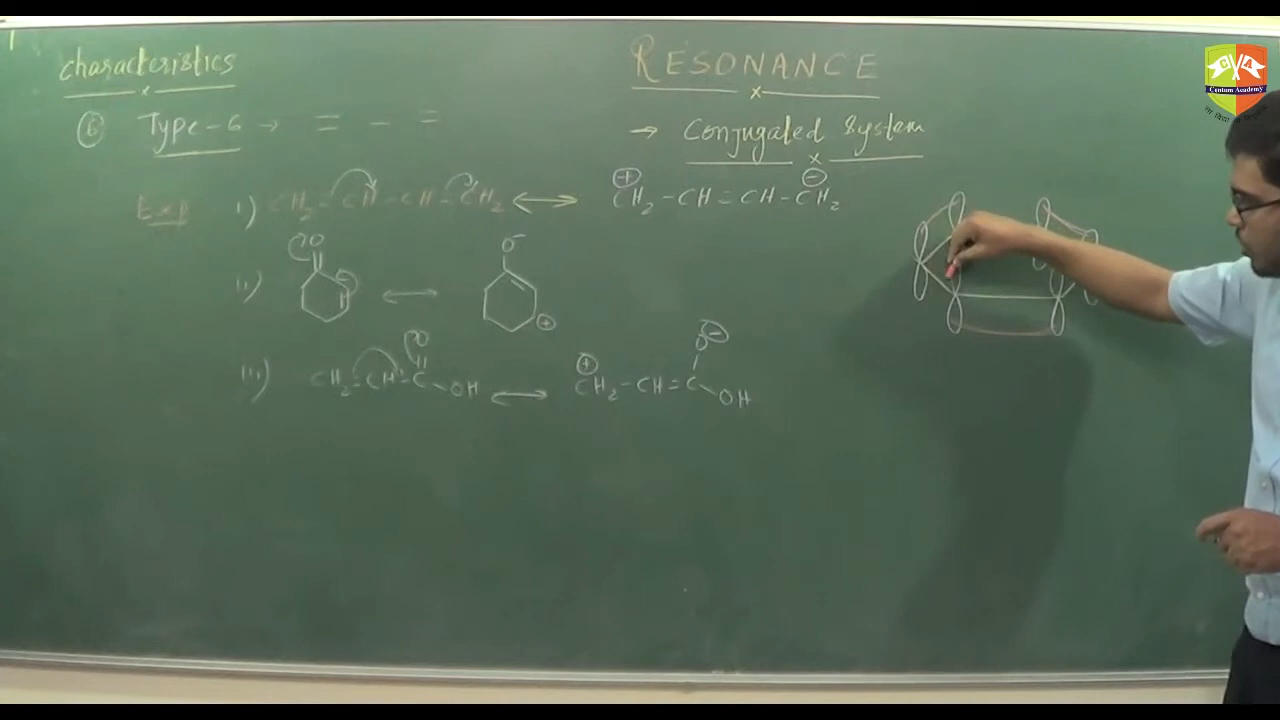 characteristics
RESONANCE
⑥ Type-6 → = - =
→ Conjugated System
Exp i) CH2=CH-CH=CH2 ⟷ ⊕CH2-CH=CH-CH2⊖
ii) O ⟷ O⁻ ⊕
iii) CH2=CH-C=O OH ⟷ ⊕CH2-CH=C-O⊖ OH
CA
Centum Academy